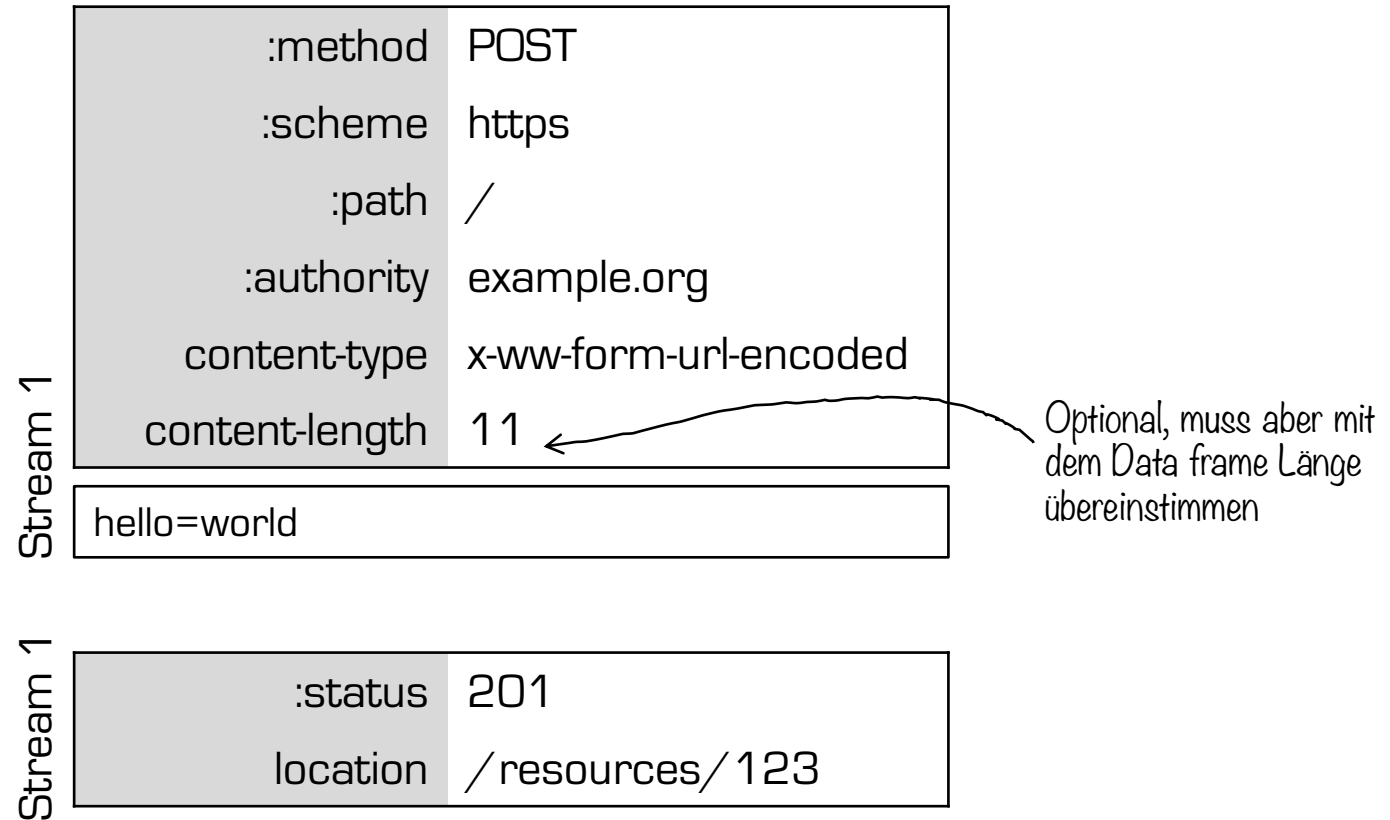 :method POST
:scheme https
:path /
:authority example.org
content-type x-ww-form-url-encoded
content-length 11
Stream 1
Optional, muss aber mit
dem Data frame Länge
übereinstimmen
hello=world
Stream 1
:status 201
location /resources/123